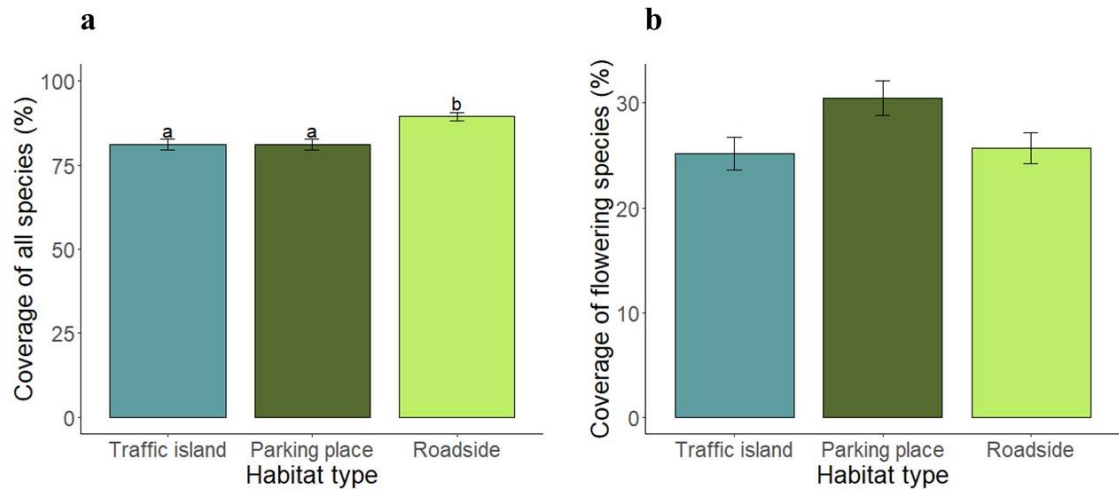 a
Coverage of all species (%)
100
75
50
25
0
a
a
b
Traffic island
Parking place
Roadside
Habitat type
b
Coverage of flowering species (%)
30
20
10
0
Traffic island
Parking place
Roadside
Habitat type